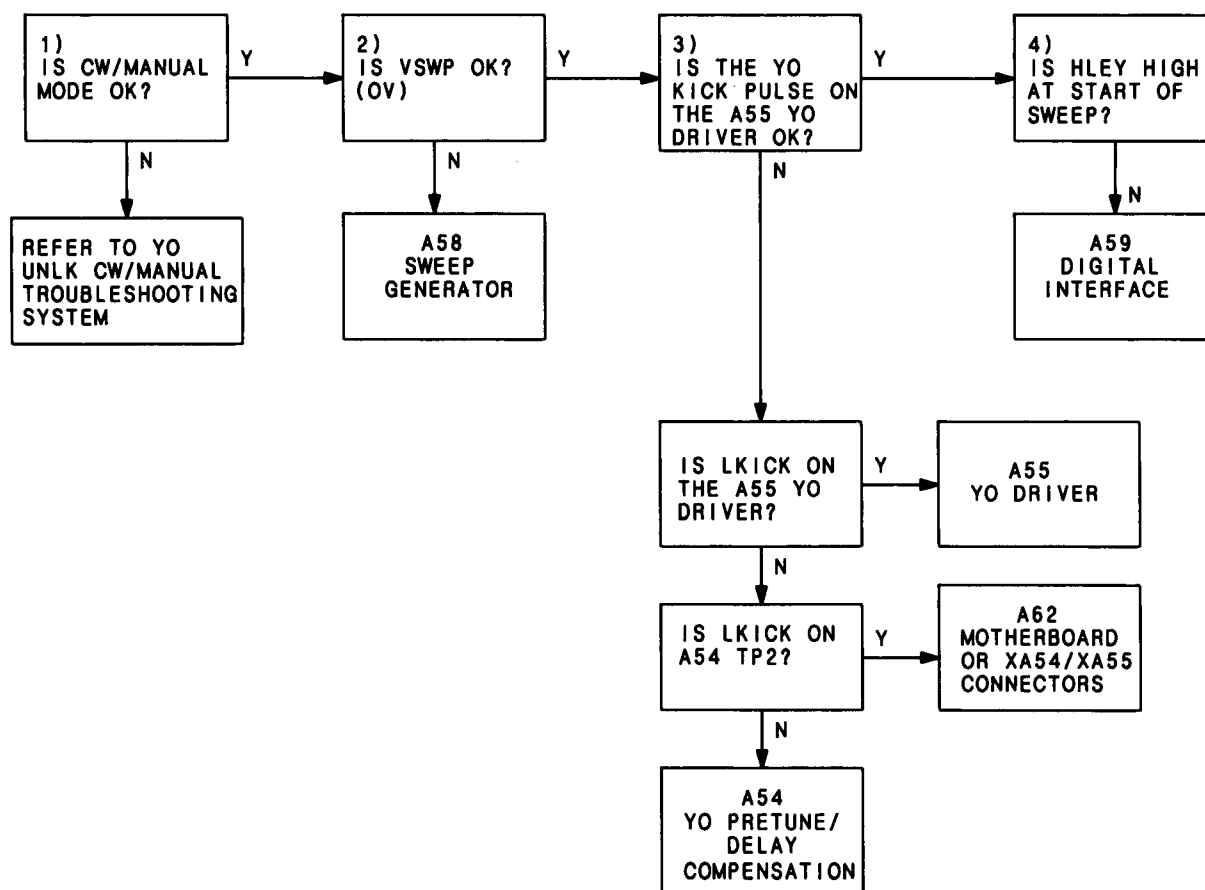 1)
IS CW/MANUAL
MODE OK?
Y
N
REFER TO YO
UNLK CW/MANUAL
TROUBLESHOOTING
SYSTEM
2)
IS VSWP OK?
(OV)
Y
N
A58
SWEEP
GENERATOR
3)
IS THE YO
KICK PULSE ON
THE A55 YO
DRIVER OK?
Y
N
4)
IS HLEY HIGH
AT START OF
SWEEP?
N
A59
DIGITAL
INTERFACE
IS LKICK ON
THE A55 YO
DRIVER?
Y
N
A55
YO DRIVER
IS LKICK ON
A54 TP2?
Y
N
A62
MOTHERBOARD
OR XA54/XA55
CONNECTORS
A54
YO PRETUNE/
DELAY
COMPENSATION